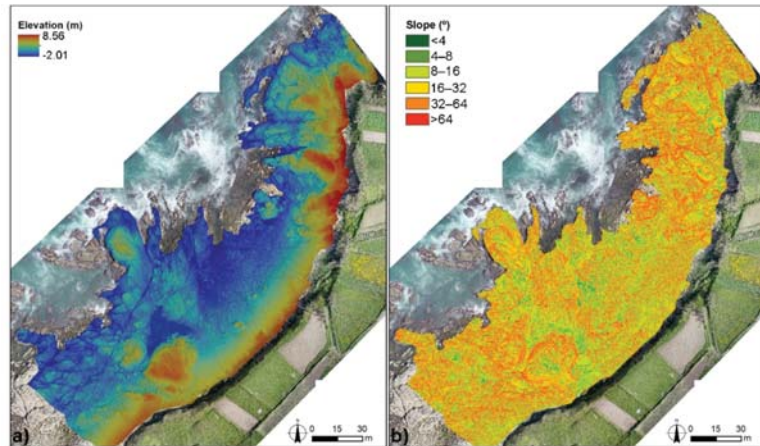 Elevation (m)
8.56
-2.01
a)
0 15 30
m
Slope (º)
<4
4–8
8–16
16–32
32–64
>64
b)
0 15 30
m